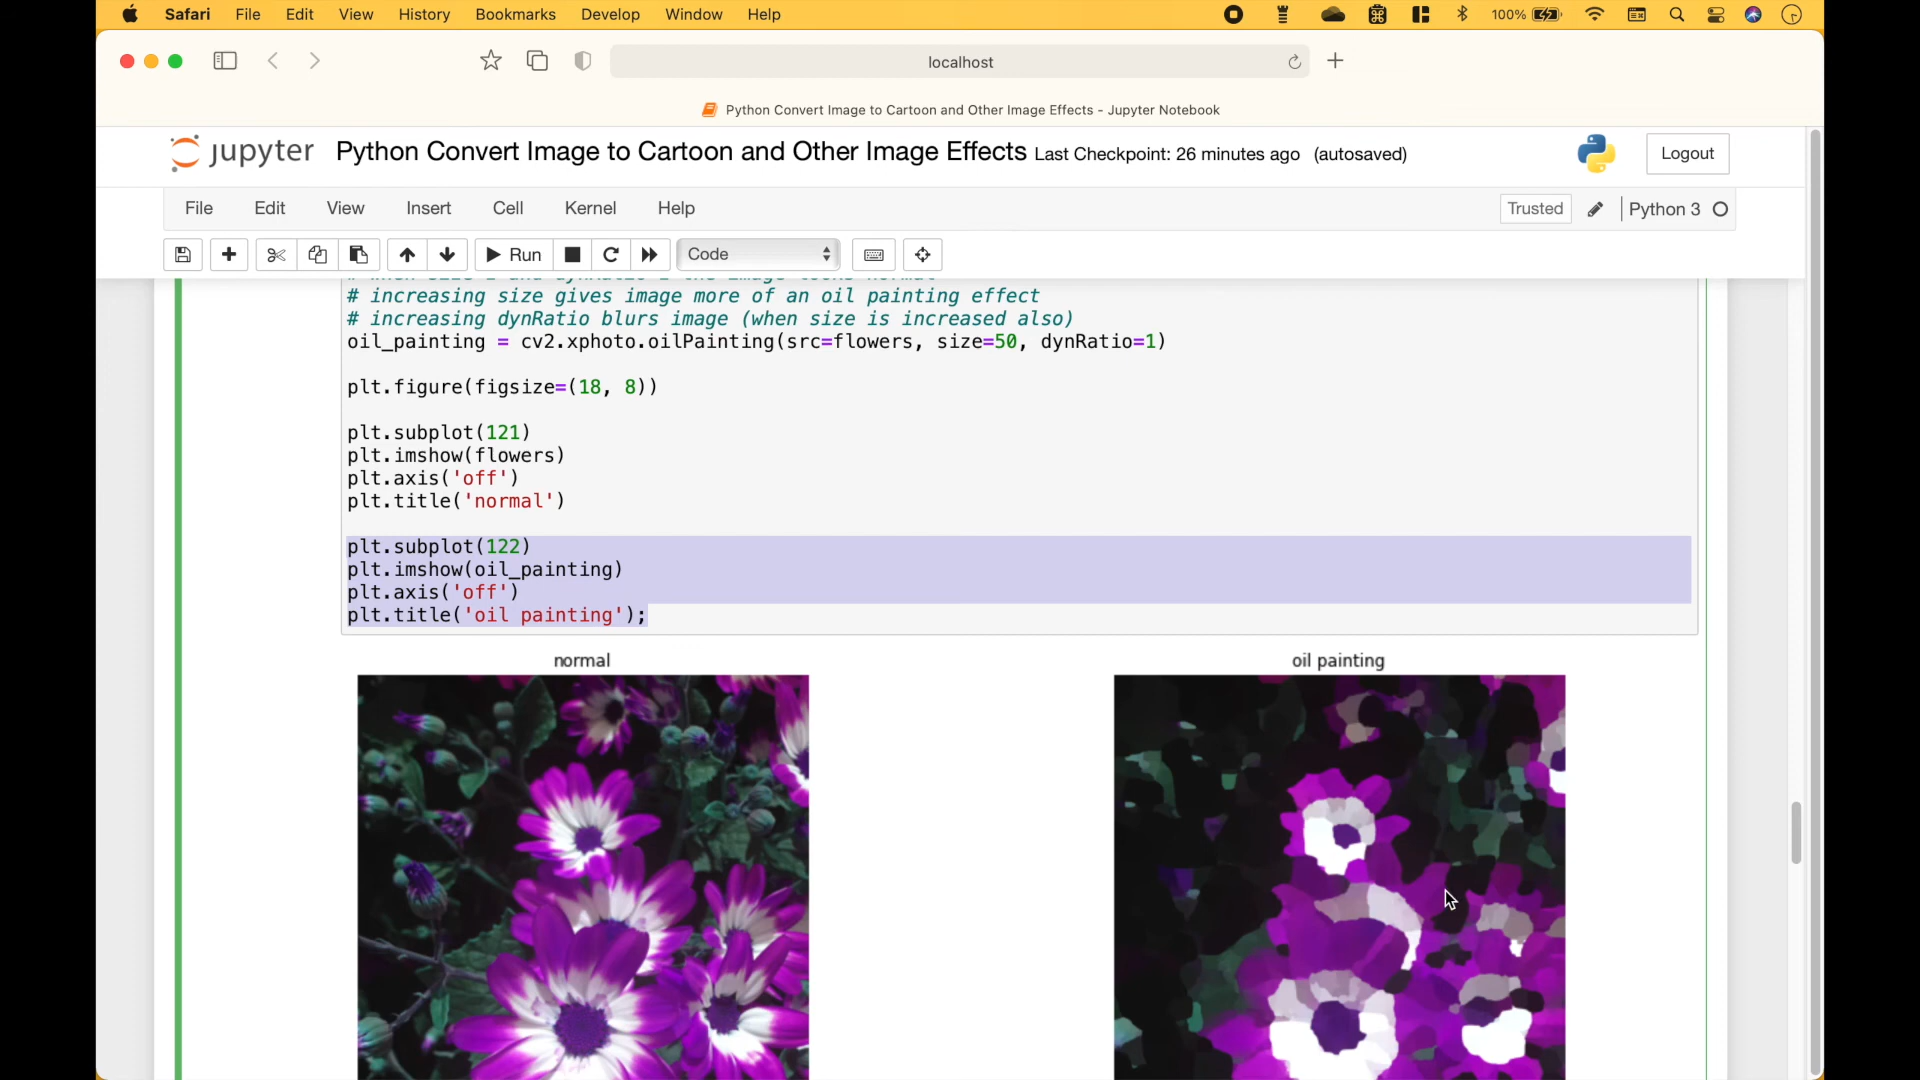 Safari File Edit View History Bookmarks Develop Window Help 100%
localhost
Python Convert Image to Cartoon and Other Image Effects - Jupyter Notebook
jupyter Python Convert Image to Cartoon and Other Image Effects Last Checkpoint: 26 minutes ago (autosaved) Logout
File Edit View Insert Cell Kernel Help Trusted Python 3
Run Code
# increasing size gives image more of an oil painting effect
# increasing dynRatio blurs image (when size is increased also)
oil_painting = cv2.xphoto.oilPainting(src=flowers, size=50, dynRatio=1)
plt.figure(figsize=(18, 8))
plt.subplot(121)
plt.imshow(flowers)
plt.axis('off')
plt.title('normal')
plt.subplot(122)
plt.imshow(oil_painting)
plt.axis('off')
plt.title('oil painting');
normal oil painting